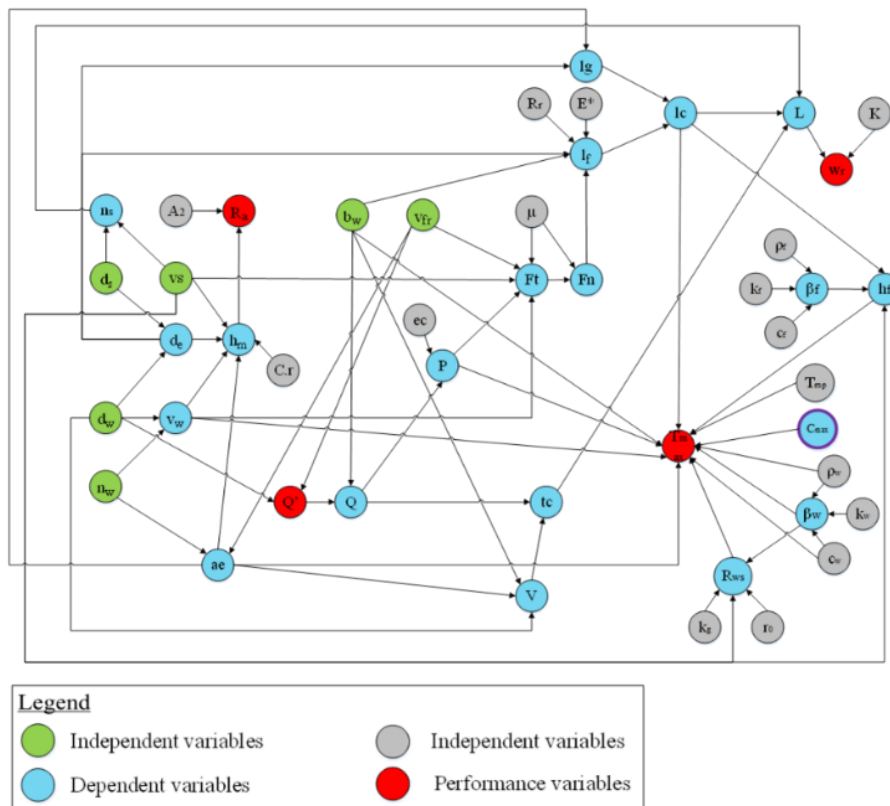 lg
Rr E*
lc L K
lf
wr
ns A2 Ra bw vfr μ
ρf
ds vs Ft Fn kf βf hf
ec cf
de hm
C.r P Tmp
dw vw
Cmax
ρw
nw Q' Q tc βw kw
cw
ae Rws
V
kg r0
Legend
Independent variables Independent variables
Dependent variables Performance variables